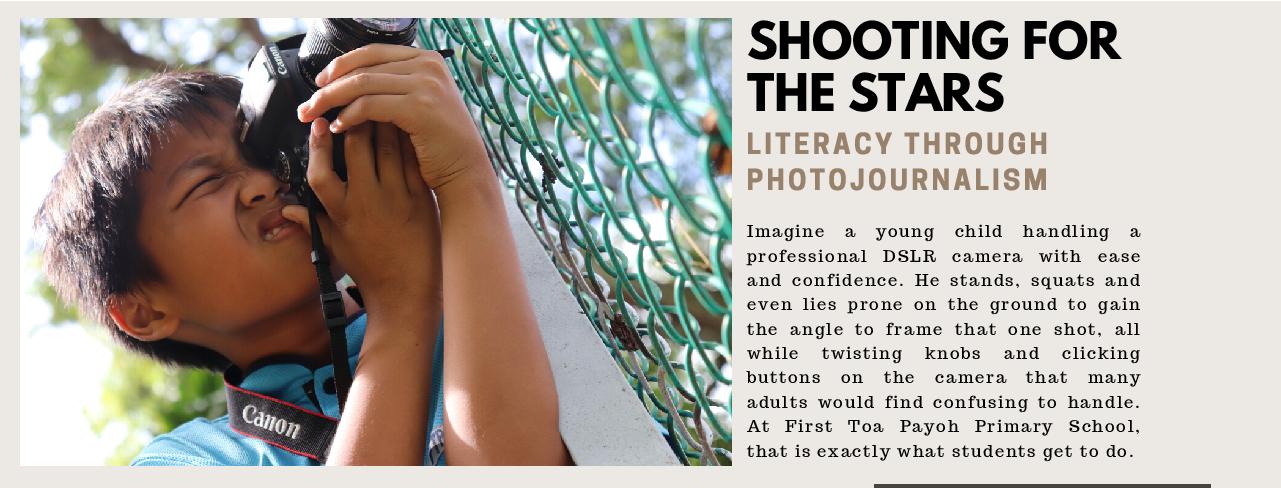 SHOOTING FOR
THE STARS
LITERACY THROUGH
PHOTOJOURNALISM
Imagine a young child handling a
professional DSLR camera with ease
and confidence. He stands, squats and
even lies prone on the ground to gain
the angle to frame that one shot, all
while twisting knobs and clicking
buttons on the camera that many
adults would find confusing to handle.
At First Toa Payoh Primary School,
that is exactly what students get to do.
Canon
Canon